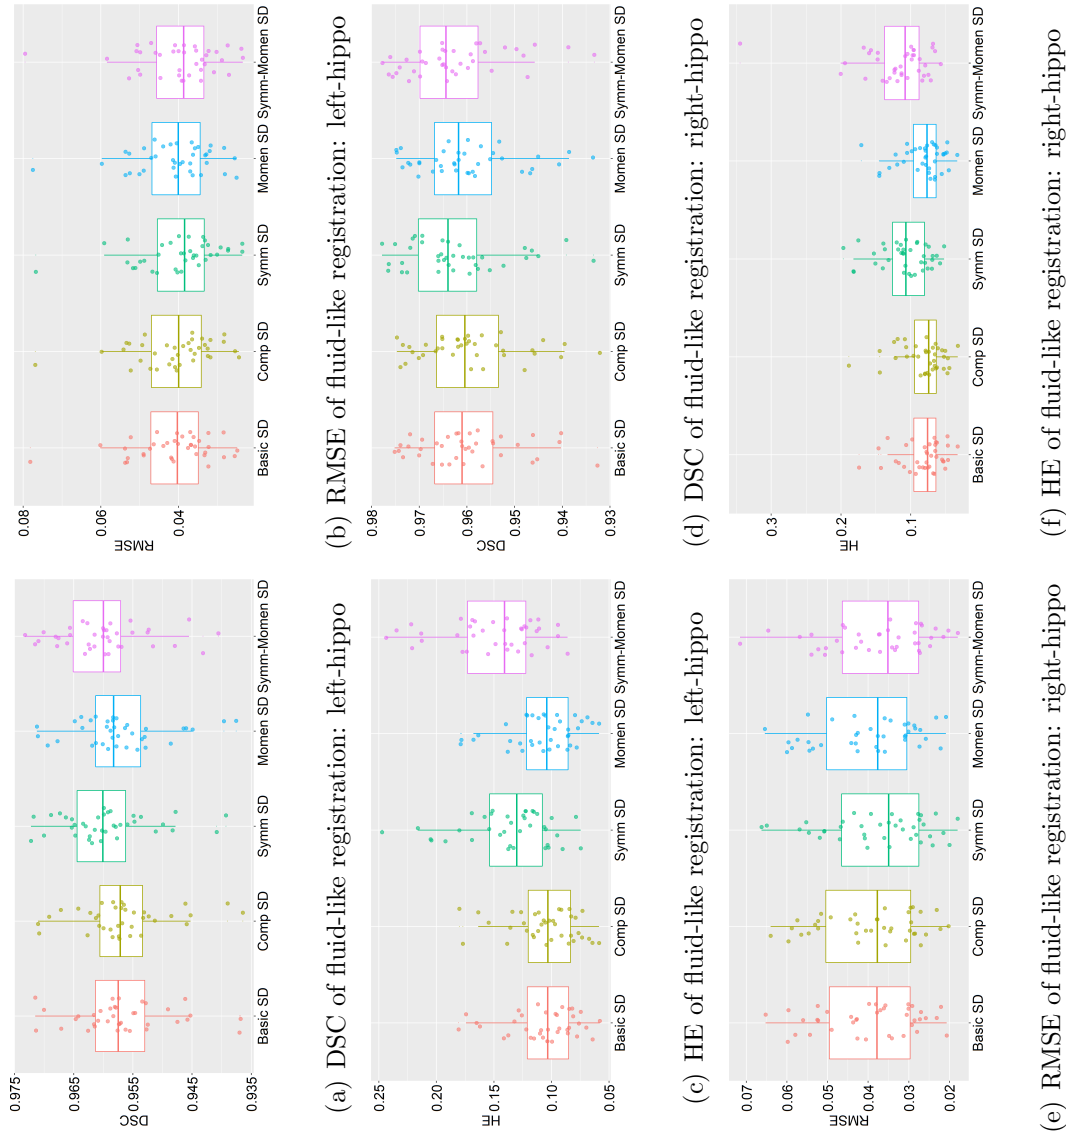 DSC
0.975
0.965
0.955
0.945
0.935
Basic SD Comp SD Symm SD Momen SD Symm-Momen SD
(a) DSC of fluid-like registration: left-hippo
RMSE
0.08
0.06
0.04
Basic SD Comp SD Symm SD Momen SD Symm-Momen SD
(b) RMSE of fluid-like registration: left-hippo
HE
0.25
0.20
0.15
0.10
0.05
Basic SD Comp SD Symm SD Momen SD Symm-Momen SD
(c) HE of fluid-like registration: left-hippo
DSC
0.98
0.97
0.96
0.95
0.94
0.93
Basic SD Comp SD Symm SD Momen SD Symm-Momen SD
(d) DSC of fluid-like registration: right-hippo
RMSE
0.07
0.06
0.05
0.04
0.03
0.02
Basic SD Comp SD Symm SD Momen SD Symm-Momen SD
(e) RMSE of fluid-like registration: right-hippo
HE
0.3
0.2
0.1
Basic SD Comp SD Symm SD Momen SD Symm-Momen SD
(f) HE of fluid-like registration: right-hippo